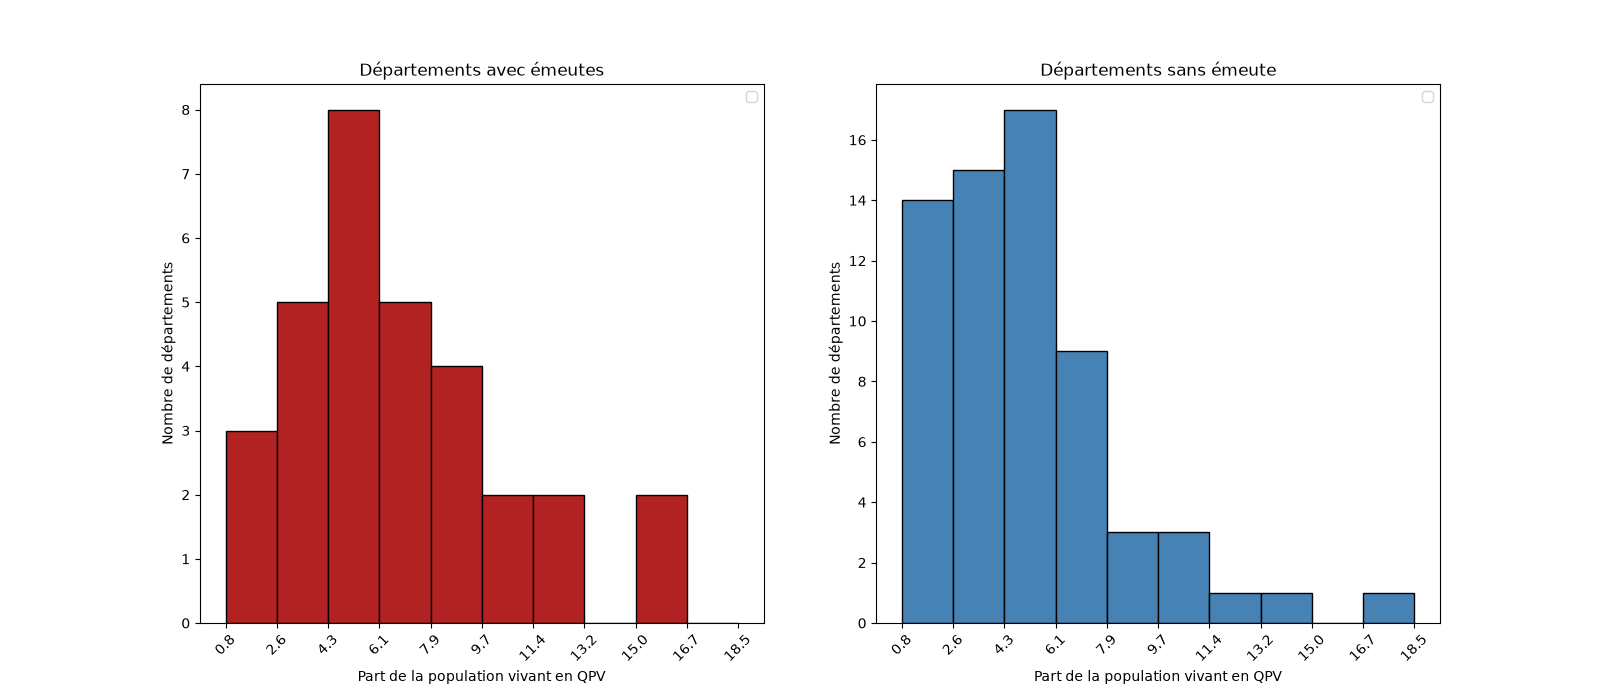 Départements avec émeutes
Nombre de départements
8
7
6
5
4
3
2
1
0
0.8 2.6 4.3 6.1 7.9 9.7 11.4 13.2 15.0 16.7 18.5
Part de la population vivant en QPV
Départements sans émeute
Nombre de départements
16
14
12
10
8
6
4
2
0
0.8 2.6 4.3 6.1 7.9 9.7 11.4 13.2 15.0 16.7 18.5
Part de la population vivant en QPV